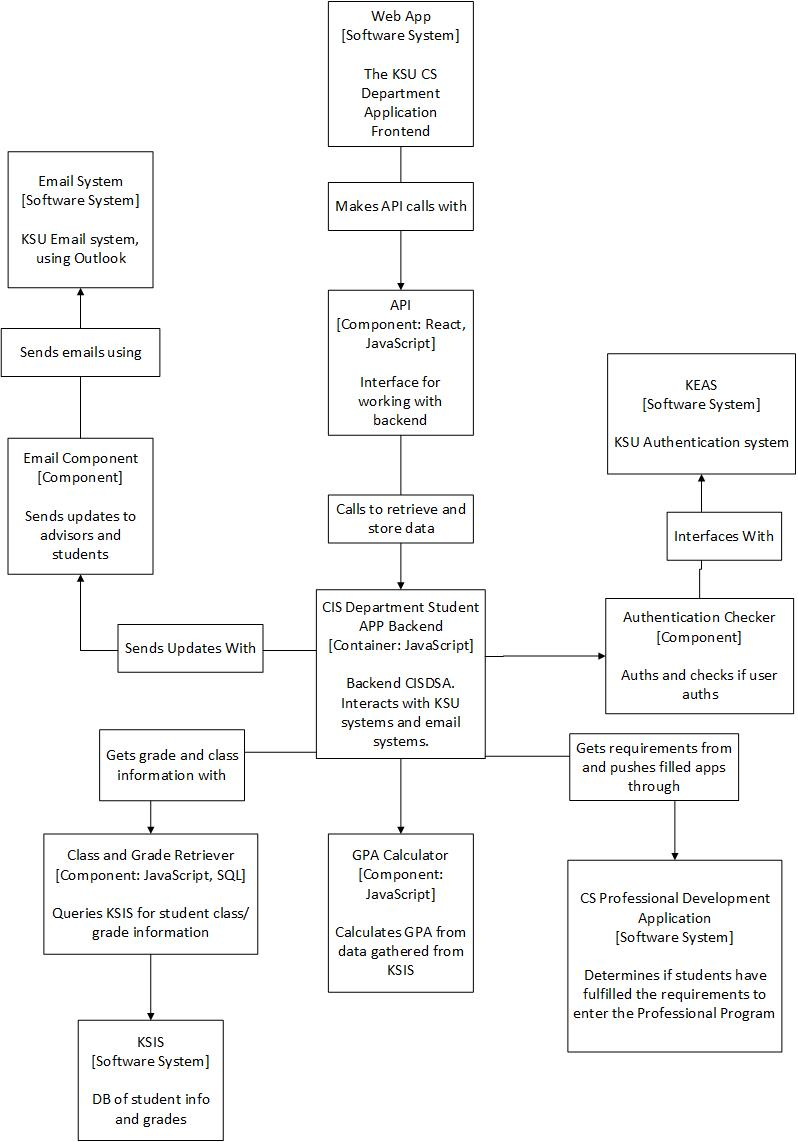 Web App
[Software System]
The KSU CS
Department
Application
Frontend
Makes API calls with
Email System
[Software System]
KSU Email system,
using Outlook
Sends emails using
API
[Component: React,
JavaScript]
Interface for
working with
backend
KEAS
[Software System]
KSU Authentication system
Email Component
[Component]
Sends updates to
advisors and
students
Calls to retrieve and
store data
Interfaces With
CIS Department Student
APP Backend
[Container: JavaScript]
Backend CISDSA.
Interacts with KSU
systems and email
systems.
Authentication Checker
[Component]
Auths and checks if user
auths
Sends Updates With
Gets grade and class
information with
Gets requirements from
and pushes filled apps
through
Class and Grade Retriever
[Component: JavaScript, SQL]
Queries KSIS for student class/
grade information
GPA Calculator
[Component:
JavaScript]
Calculates GPA from
data gathered from
KSIS
CS Professional Development
Application
[Software System]
Determines if students have
fulfilled the requirements to
enter the Professional Program
KSIS
[Software System]
DB of student info
and grades